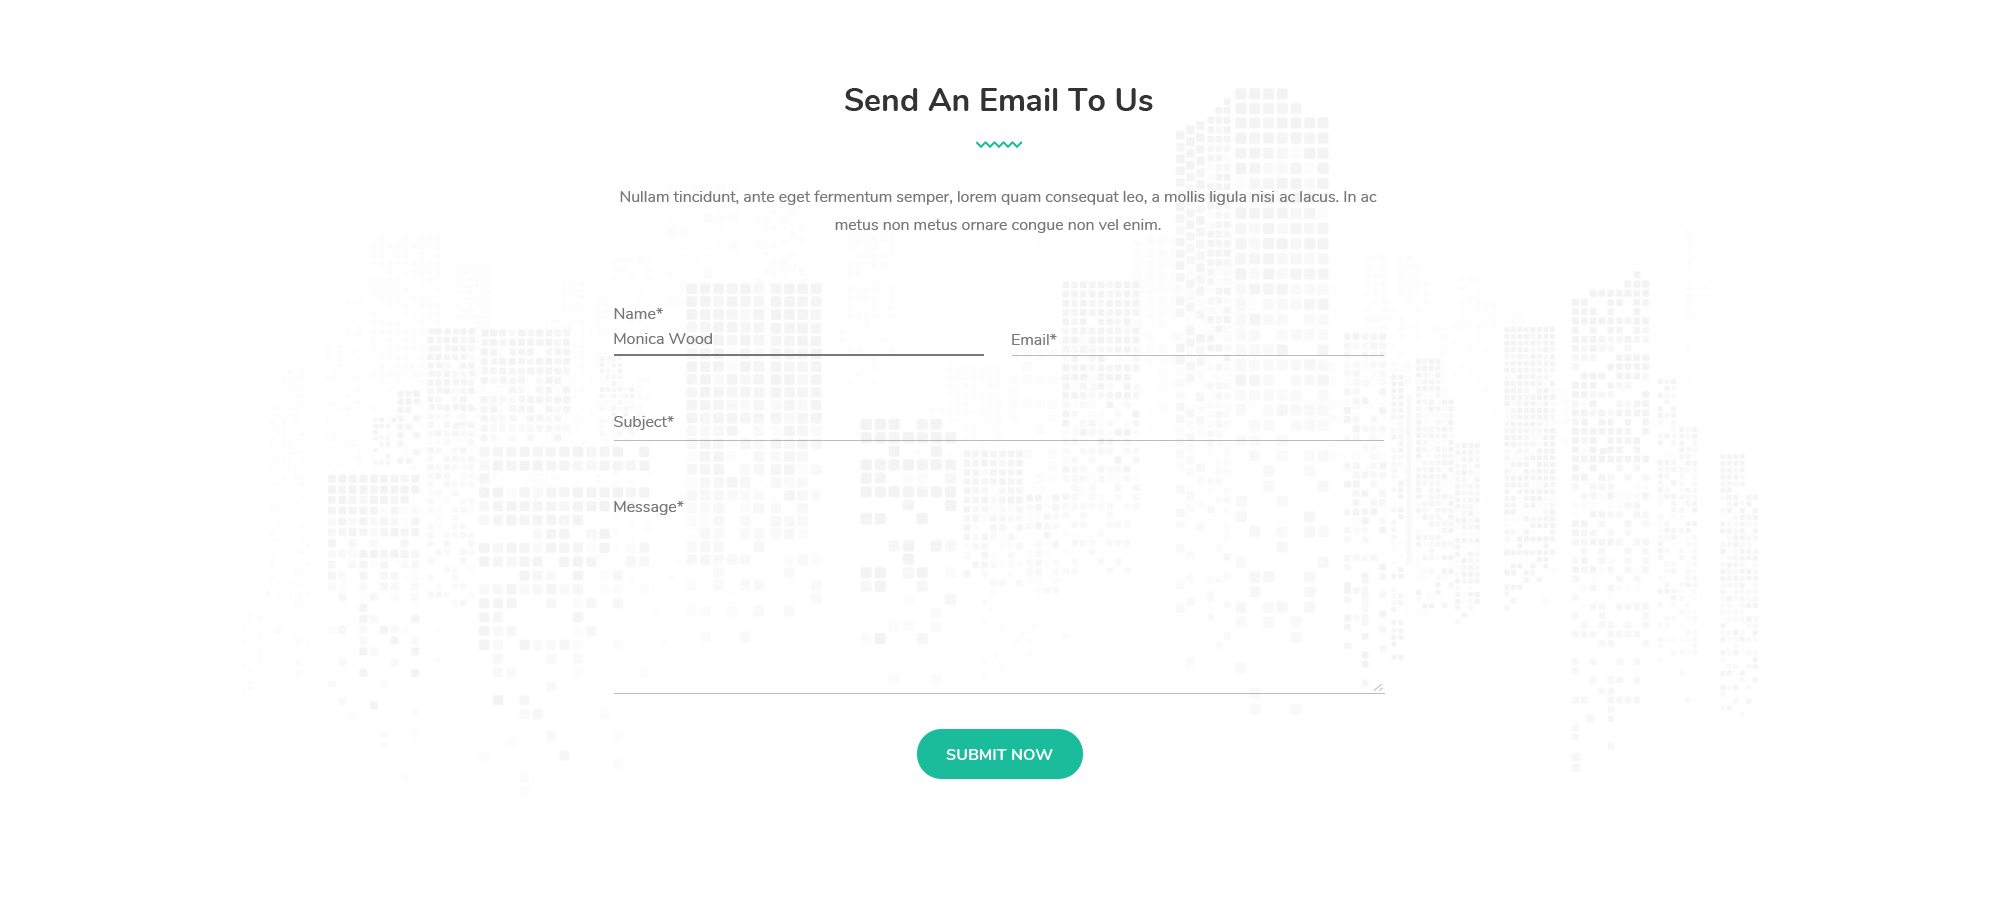 Send An Email To Us
Nullam tincidunt, ante eget fermentum semper, lorem quam consequat leo, a mollis ligula nisi ac lacus. In ac
metus non metus ornare congue non vel enim.
Name*
Monica Wood
Email*
Subject*
Message*
SUBMIT NOW